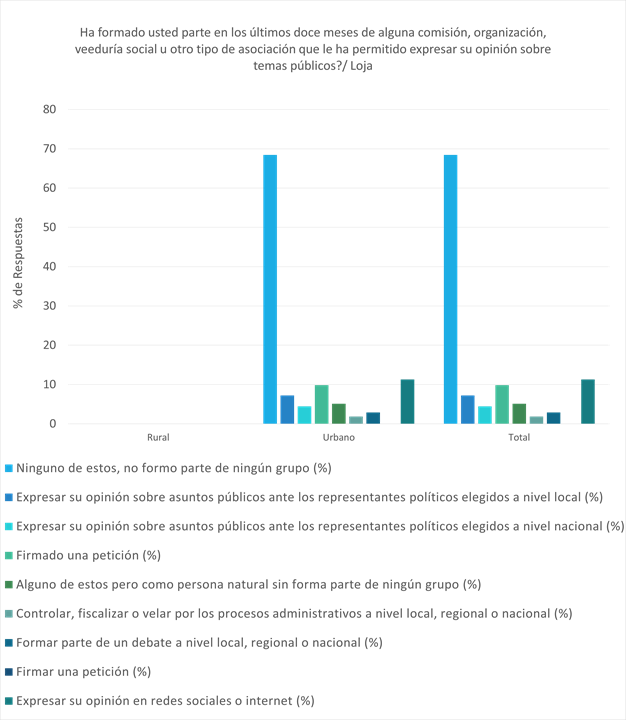 Ha formado usted parte en los últimos doce meses de alguna comisión, organización,
veeduría social u otro tipo de asociación que le ha permitido expresar su opinión sobre
temas públicos?/ Loja
80
70
60
50
40
30
20
10
0
% de Respuestas
Rural
Urbano
Total
Ninguno de estos, no formo parte de ningún grupo (%)
Expresar su opinión sobre asuntos públicos ante los representantes políticos elegidos a nivel local (%)
Expresar su opinión sobre asuntos públicos ante los representantes políticos elegidos a nivel nacional (%)
Firmado una petición (%)
Alguno de estos pero como persona natural sin forma parte de ningún grupo (%)
Controlar, fiscalizar o velar por los procesos administrativos a nivel local, regional o nacional (%)
Formar parte de un debate a nivel local, regional o nacional (%)
Firmar una petición (%)
Expresar su opinión en redes sociales o internet (%)